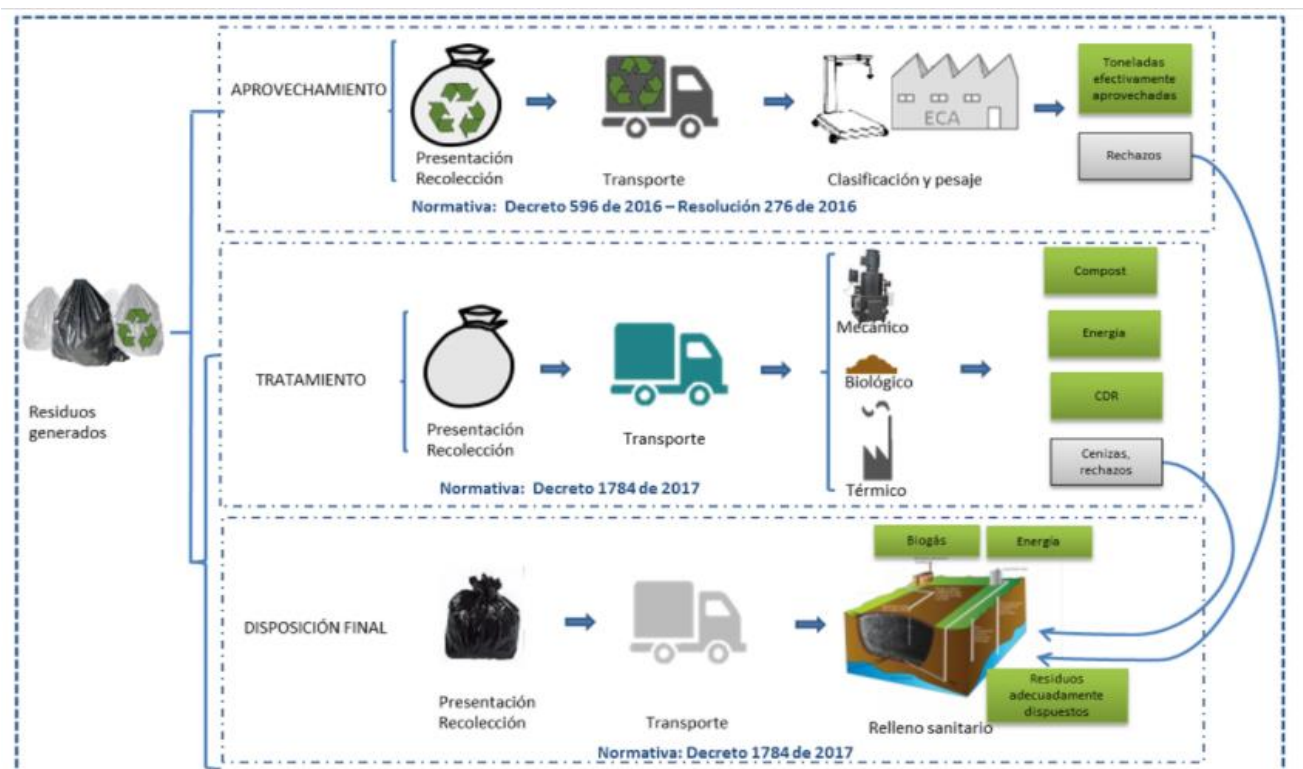 APROVECHAMIENTO
Presentación
Recolección
Transporte
ECA
Clasificación y pesaje
Toneladas
efectivamente
aprovechadas
Rechazos
Normativa: Decreto 596 de 2016 – Resolución 276 de 2016
Residuos
generados
TRATAMIENTO
Presentación
Recolección
Transporte
Mecánico
Biológico
Térmico
Compost
Energía
CDR
Cenizas,
rechazos
Normativa: Decreto 1784 de 2017
DISPOSICIÓN FINAL
Presentación
Recolección
Transporte
Biogás
Energía
Relleno sanitario
Residuos
adecuadamente
dispuestos
Normativa: Decreto 1784 de 2017